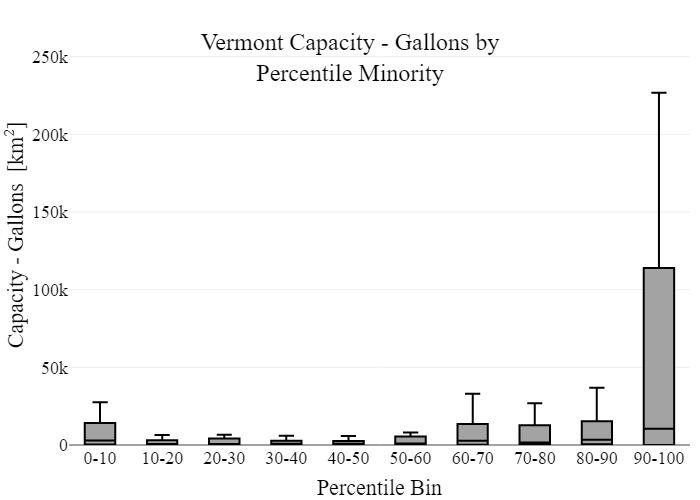 Vermont Capacity - Gallons by
Percentile Minority
Capacity - Gallons [km²]
250k
200k
150k
100k
50k
0
0-10 10-20 20-30 30-40 40-50 50-60 60-70 70-80 80-90 90-100
Percentile Bin